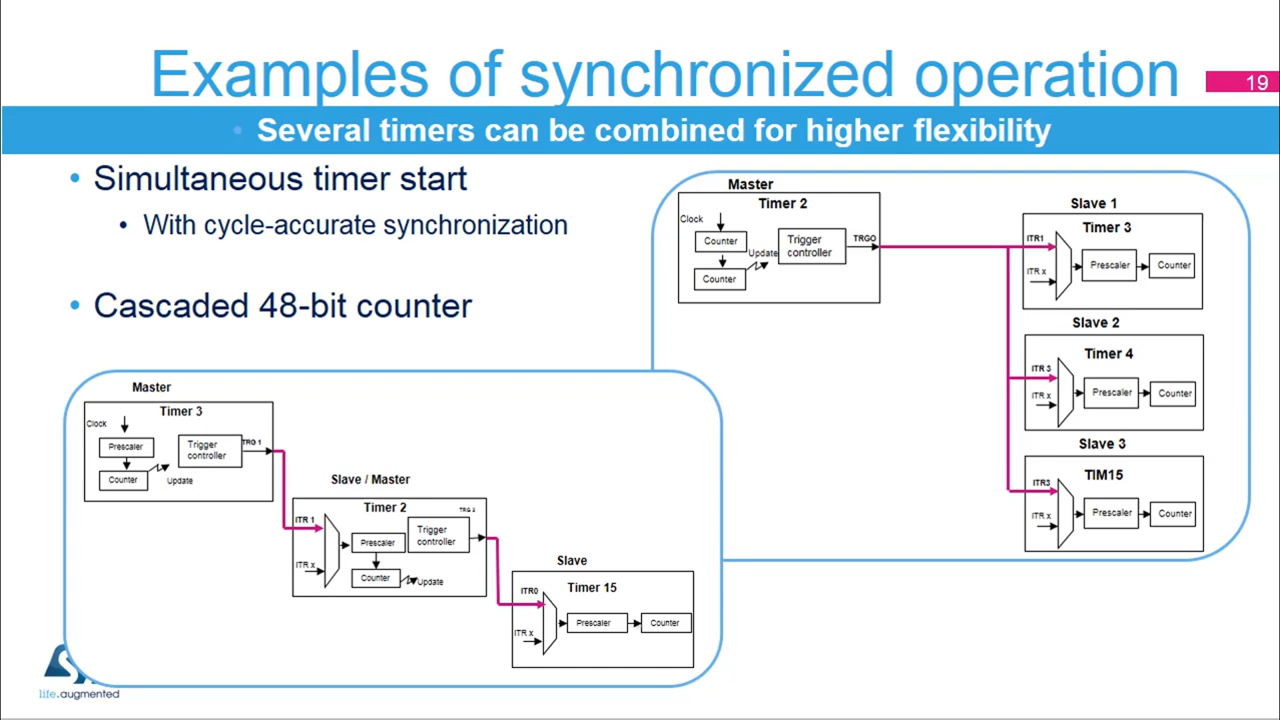 Examples of synchronized operation
19
• Several timers can be combined for higher flexibility
• Simultaneous timer start
• With cycle-accurate synchronization
• Cascaded 48-bit counter
Master
Timer 2
Clock
Counter
Counter
Update
Trigger
controller
TRGO
Slave 1
Timer 3
ITR1
ITR x
Prescaler
Counter
Slave 2
Timer 4
ITR 3
ITR x
Prescaler
Counter
Slave 3
TIM15
ITR3
ITR x
Prescaler
Counter
Master
Timer 3
Clock
Prescaler
Counter
Update
Trigger
controller
TRG 1
Slave / Master
Timer 2
ITR 1
ITR x
Prescaler
Counter
Update
Trigger
controller
Slave
Timer 15
ITR0
ITR x
Prescaler
Counter
life.augmented